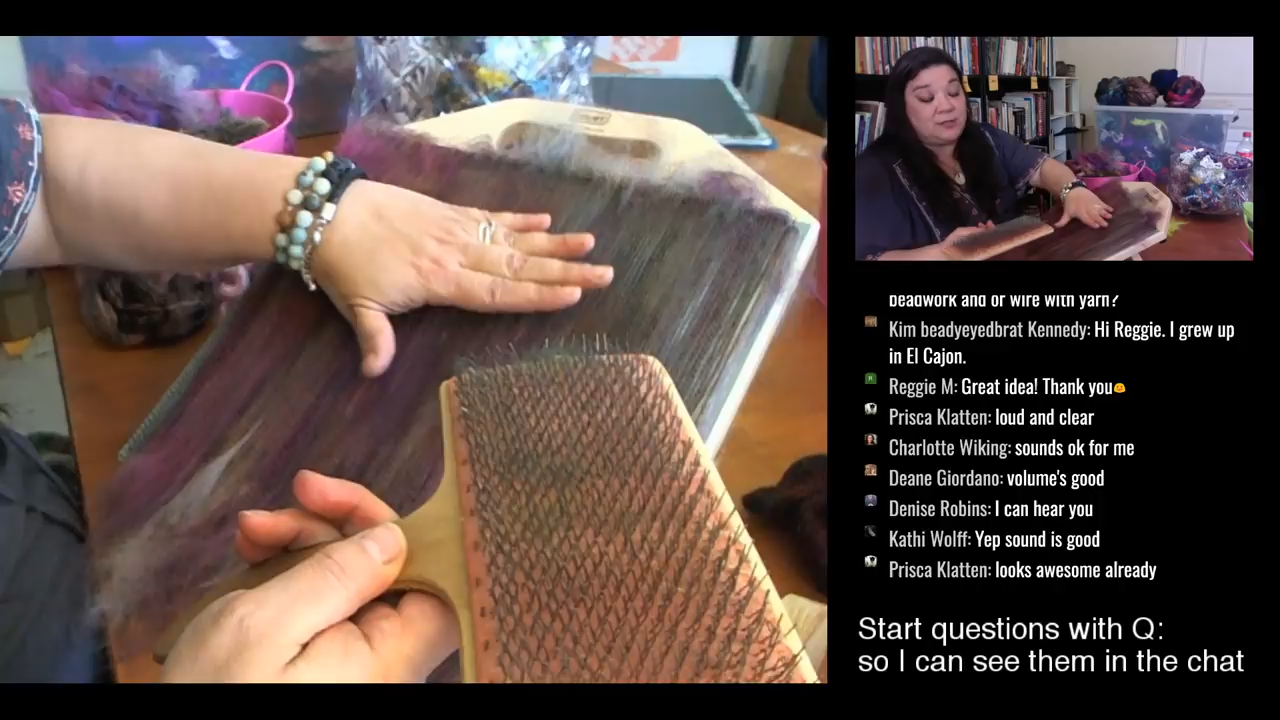 beadwork and or wire with yarn?
Kim beadyeyedbrat Kennedy: Hi Reggie. I grew up
in El Cajon.
Reggie M: Great idea! Thank you
Prisca Klatten: loud and clear
Charlotte Wiking: sounds ok for me
Deane Giordano: volume's good
Denise Robins: I can hear you
Kathi Wolff: Yep sound is good
Prisca Klatten: looks awesome already
Start questions with Q:
so I can see them in the chat